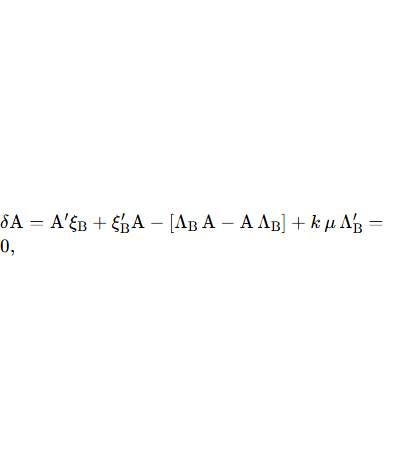 δA = A′ξ_B + ξ′_B A − [Λ_B A − A Λ_B] + k μ Λ′_B =
0,